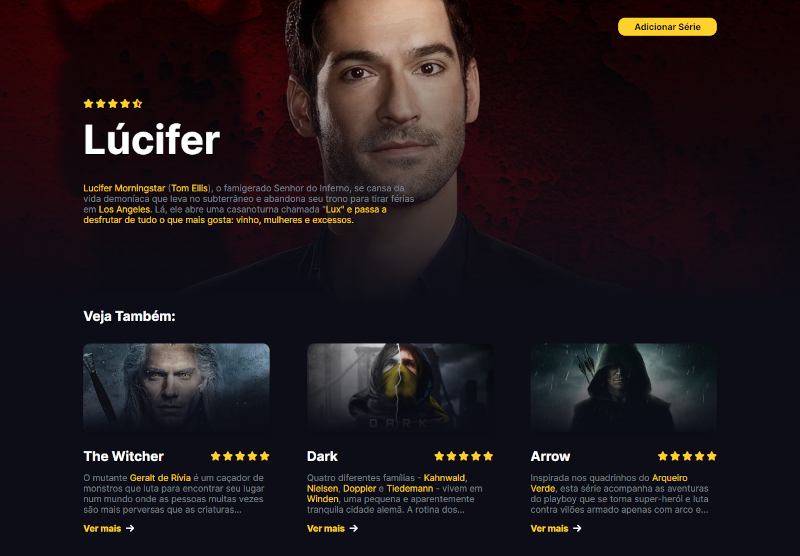 Adicionar Série
Lúcifer
Lucifer Morningstar (Tom Ellis), o famigerado Senhor do Inferno, se cansa da
vida demoníaca que leva no subterrâneo e abandona seu trono para tirar férias
em Los Angeles. Lá, ele abre uma casanoturna chamada "Lux" e passa a
desfrutar de tudo o que mais gosta: vinho, mulheres e excessos.
Veja Também:
DARK
The Witcher
O mutante Geralt de Rívia é um caçador de
monstros que luta para encontrar seu lugar
num mundo onde as pessoas muitas vezes
são mais perversas que as criaturas...
Ver mais
Dark
Quatro diferentes famílias - Kahnwald,
Nielsen, Doppler e Tiedemann - vivem em
Winden, uma pequena e aparentemente
tranquila cidade alemã. A rotina dos...
Ver mais
Arrow
Inspirada nos quadrinhos do Arqueiro
Verde, esta série acompanha as aventuras
do playboy que se torna super-herói e luta
contra vilões armado apenas com arco e...
Ver mais